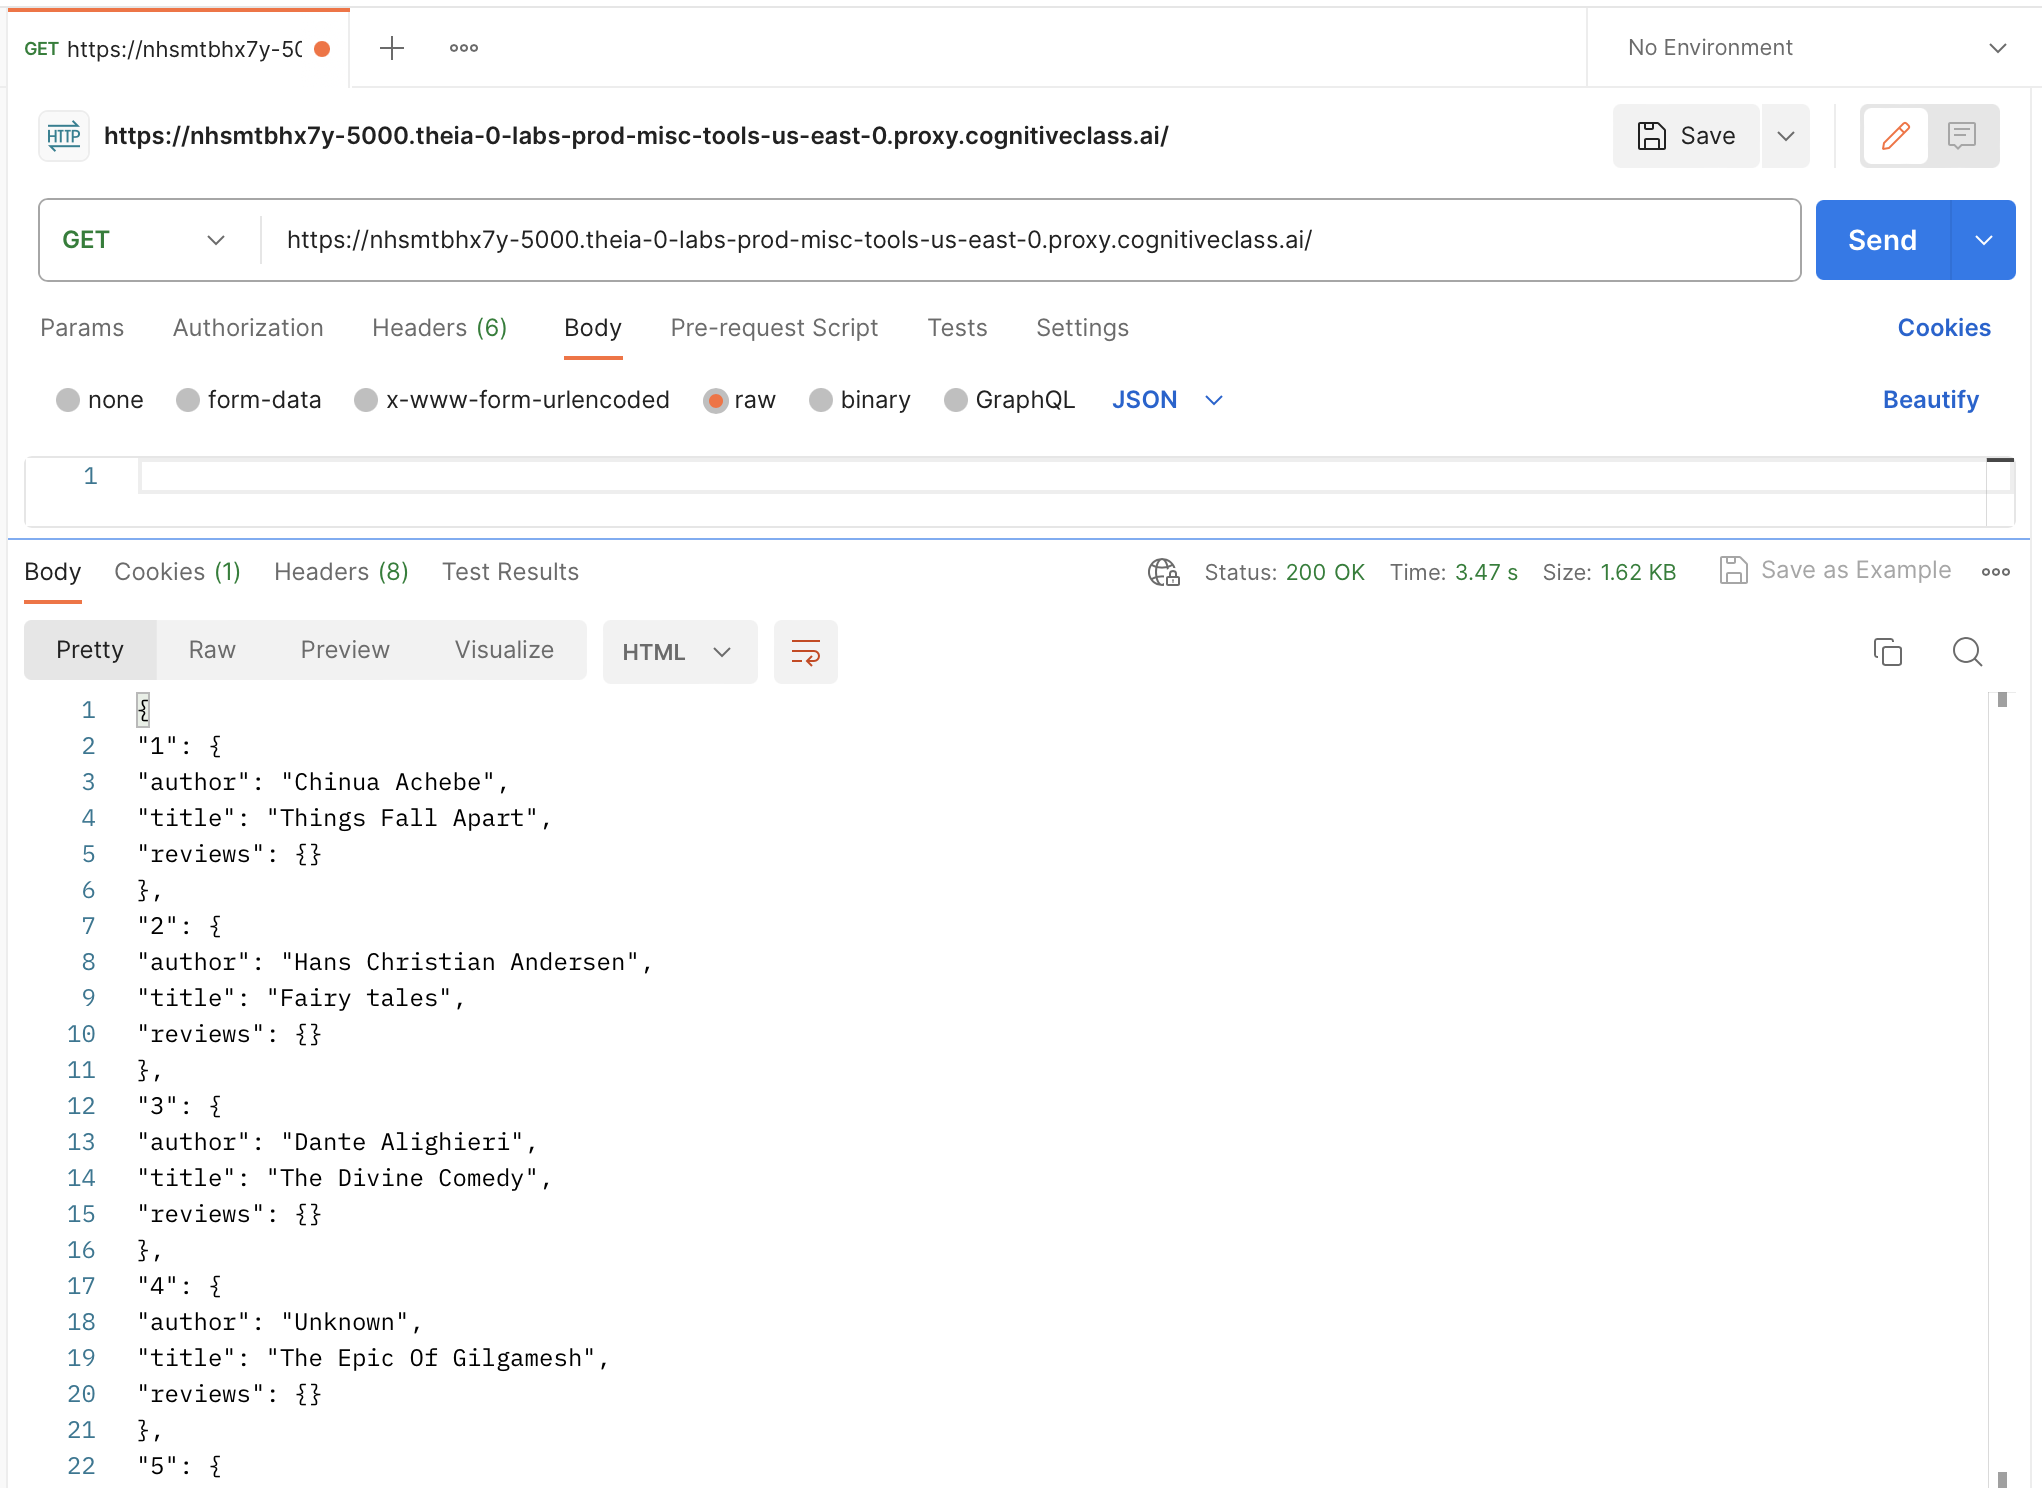 GET https://nhsmtbhx7y-50
No Environment
HTTP https://nhsmtbhx7y-5000.theia-0-labs-prod-misc-tools-us-east-0.proxy.cognitiveclass.ai/
Save
GET https://nhsmtbhx7y-5000.theia-0-labs-prod-misc-tools-us-east-0.proxy.cognitiveclass.ai/
Send
Params Authorization Headers (6) Body Pre-request Script Tests Settings Cookies
none form-data x-www-form-urlencoded raw binary GraphQL JSON Beautify
1
Body Cookies (1) Headers (8) Test Results Status: 200 OK Time: 3.47 s Size: 1.62 KB Save as Example
Pretty Raw Preview Visualize HTML
1 {
2 "1": {
3 "author": "Chinua Achebe",
4 "title": "Things Fall Apart",
5 "reviews": {}
6 },
7 "2": {
8 "author": "Hans Christian Andersen",
9 "title": "Fairy tales",
10 "reviews": {}
11 },
12 "3": {
13 "author": "Dante Alighieri",
14 "title": "The Divine Comedy",
15 "reviews": {}
16 },
17 "4": {
18 "author": "Unknown",
19 "title": "The Epic Of Gilgamesh",
20 "reviews": {}
21 },
22 "5": {